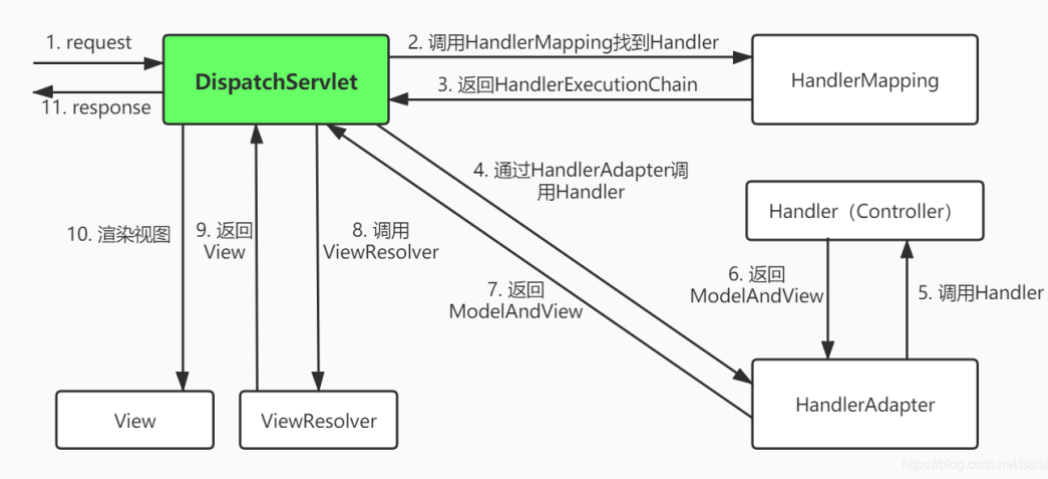 1. request
DispatchServlet
2. 调用HandlerMapping找到Handler
HandlerMapping
3. 返回HandlerExecutionChain
11. response
4. 通过HandlerAdapter调
用Handler
Handler（Controller）
10. 渲染视图
9. 返回
View
8. 调用
ViewResolver
7. 返回
ModelAndView
6. 返回
ModelAndView
5. 调用Handler
View
ViewResolver
HandlerAdapter
https://blog.csdn.net/Beisi